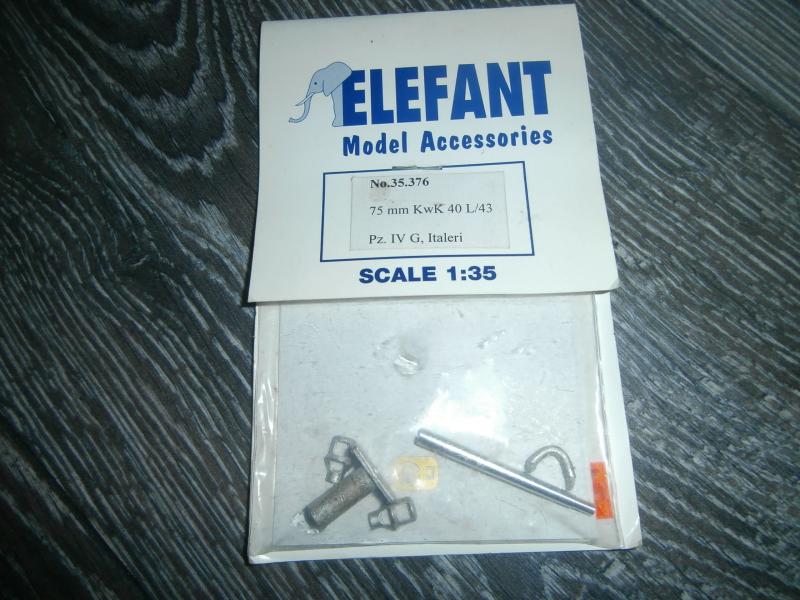 ELEFANT
Model Accessories
No.35.376
75 mm KwK 40 L/43
Pz. IV G, Italeri
SCALE 1:35